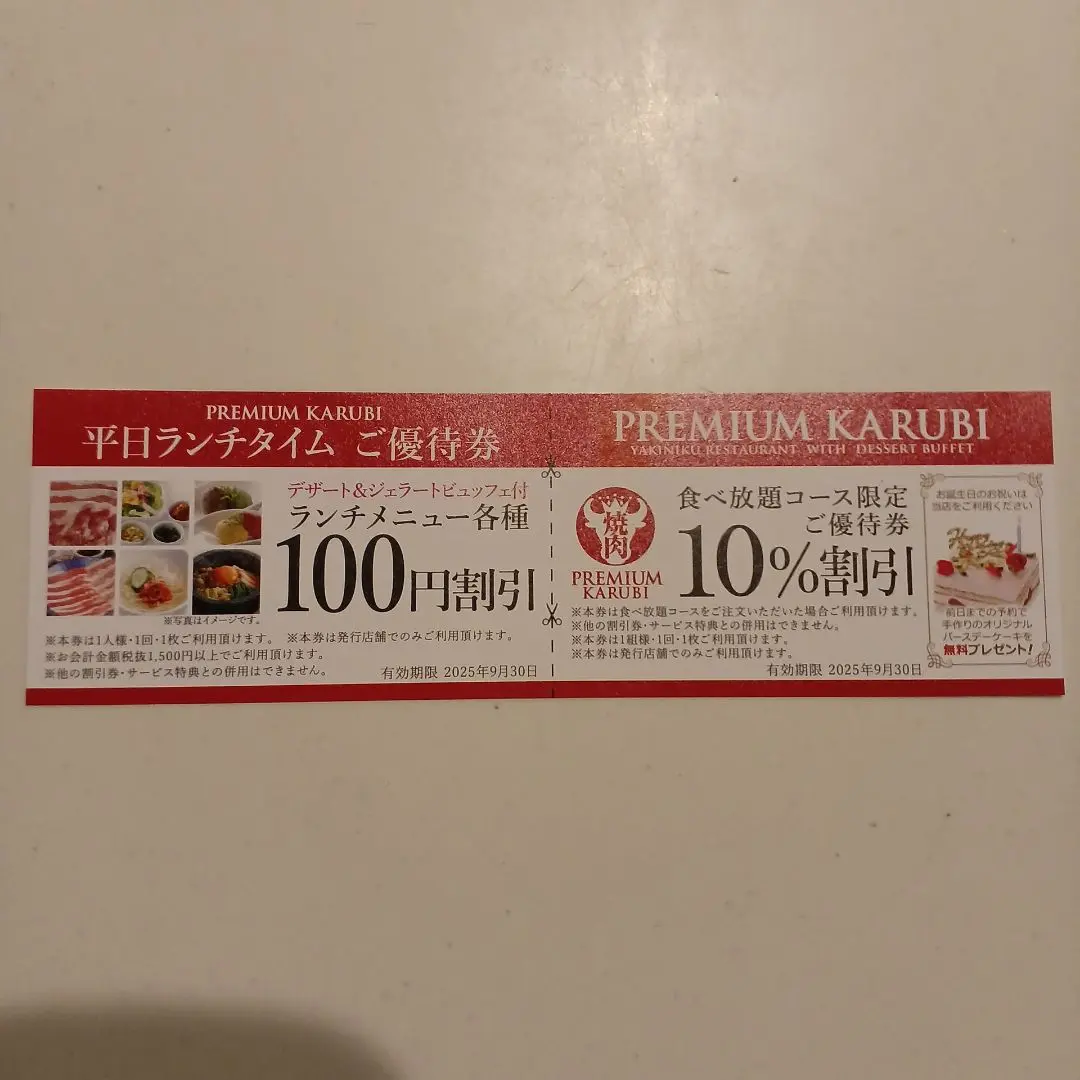 PREMIUM KARUBI
平日ランチタイム ご優待券
デザート&ジェラートビュッフェ付
ランチメニュー各種
100円割引
※写真はイメージです。
※本券は1人様・1回・1枚ご利用頂けます。 ※本券は発行店舗でのみご利用頂けます。
※お会計金額税抜1,500円以上でご利用頂けます。
※他の割引券・サービス特典との併用はできません。
有効期限 2025年9月30日
PREMIUM KARUBI
YAKINIKU RESTAURANT WITH DESSERT BUFFET
焼肉
PREMIUM
KARUBI
食べ放題コース限定
ご優待券
10%割引
※本券は食べ放題コースをご注文いただいた場合ご利用頂けます。
※他の割引券・サービス特典との併用はできません。
※本券は1組様・1回・1枚ご利用頂けます。
※本券は発行店舗でのみご利用頂けます。
有効期限 2025年9月30日
お誕生日のお祝いは
当店をご利用ください
Happy
前日までの予約で
手作りのオリジナル
バースデーケーキを
無料プレゼント!